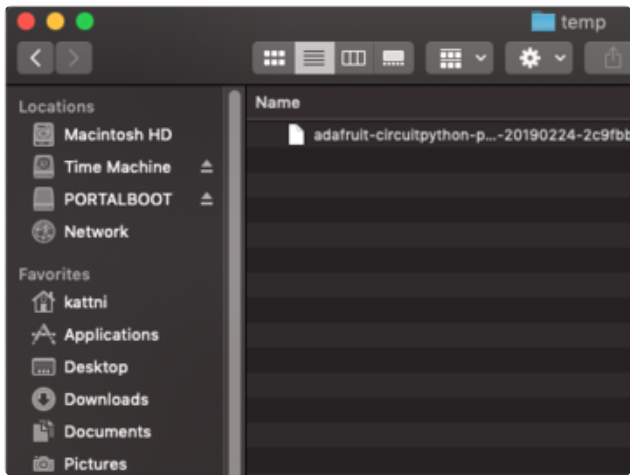 temp
Locations
Name
Macintosh HD
adafruit-circuitpython-p...-20190224-2c9fbb
Time Machine
PORTALBOOT
Network
Favorites
kattni
Applications
Desktop
Downloads
Documents
Pictures